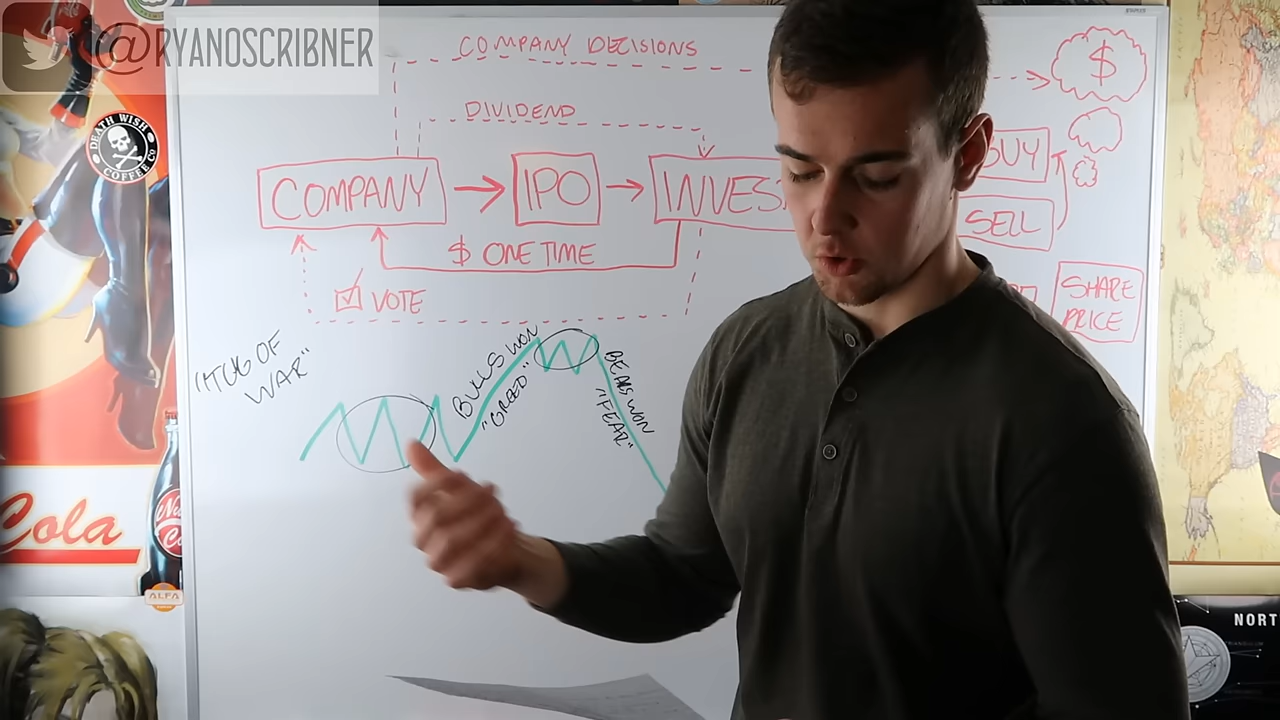 @RYANOSCRIBNER
COMPANY DECISIONS
$
DIVIDEND
DEATH WISH
COFFEE CO
COMPANY
IPO
INVES
BUY
SELL
$ ONE TIME
VOTE
SHARE
PRICE
"TUG OF
WAR"
BULLS WON
"GREED"
BEARS WON
"FEAR"
Cola
ALFA
NORT